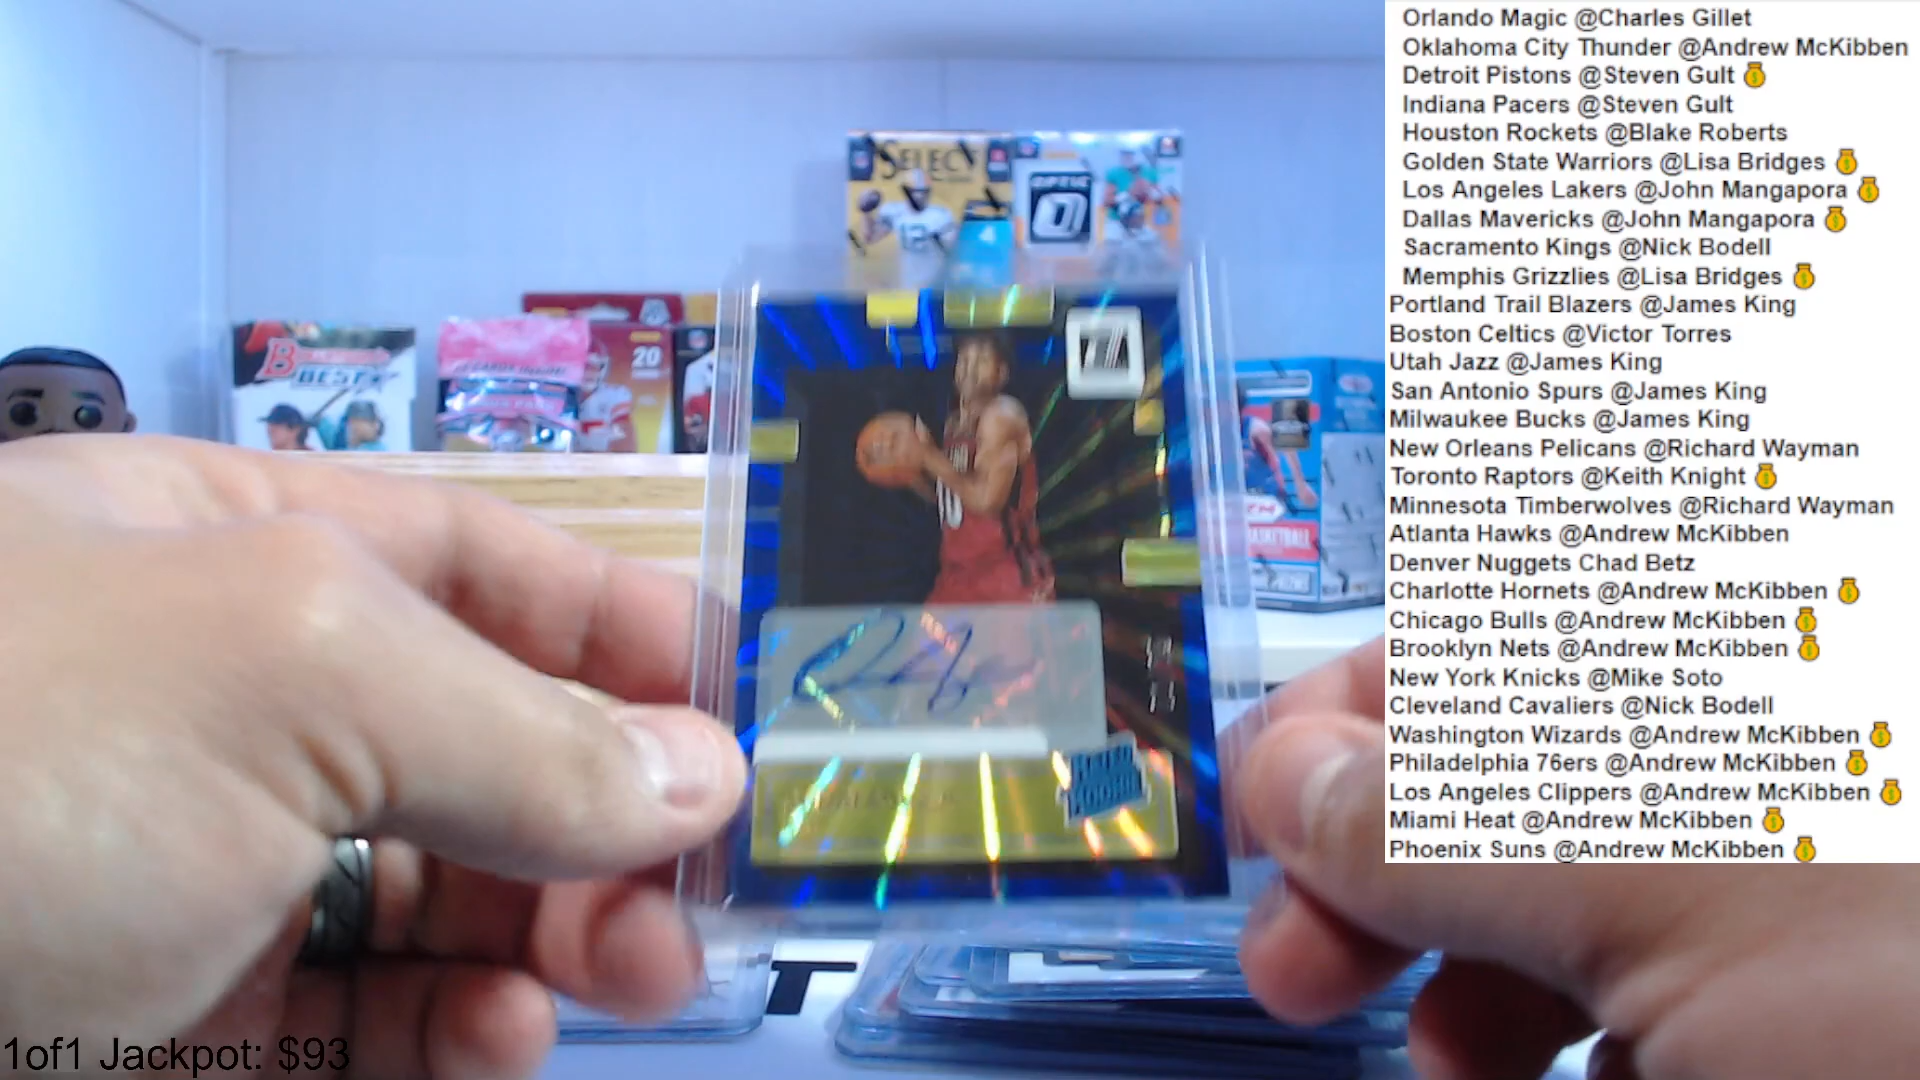 Orlando Magic @Charles Gillet
Oklahoma City Thunder @Andrew McKibben
Detroit Pistons @Steven Gult
Indiana Pacers @Steven Gult
Houston Rockets @Blake Roberts
Golden State Warriors @Lisa Bridges
Los Angeles Lakers @John Mangapora
Dallas Mavericks @John Mangapora
Sacramento Kings @Nick Bodell
Memphis Grizzlies @Lisa Bridges
Portland Trail Blazers @James King
Boston Celtics @Victor Torres
Utah Jazz @James King
San Antonio Spurs @James King
Milwaukee Bucks @James King
New Orleans Pelicans @Richard Wayman
Toronto Raptors @Keith Knight
Minnesota Timberwolves @Richard Wayman
Atlanta Hawks @Andrew McKibben
Denver Nuggets Chad Betz
Charlotte Hornets @Andrew McKibben
Chicago Bulls @Andrew McKibben
Brooklyn Nets @Andrew McKibben
New York Knicks @Mike Soto
Cleveland Cavaliers @Nick Bodell
Washington Wizards @Andrew McKibben
Philadelphia 76ers @Andrew McKibben
Los Angeles Clippers @Andrew McKibben
Miami Heat @Andrew McKibben
Phoenix Suns @Andrew McKibben
SELECT
OPTIC
12
4
BEST
20
BASKETBALL
RATED
ROOKIE
T
1of1 Jackpot: $93